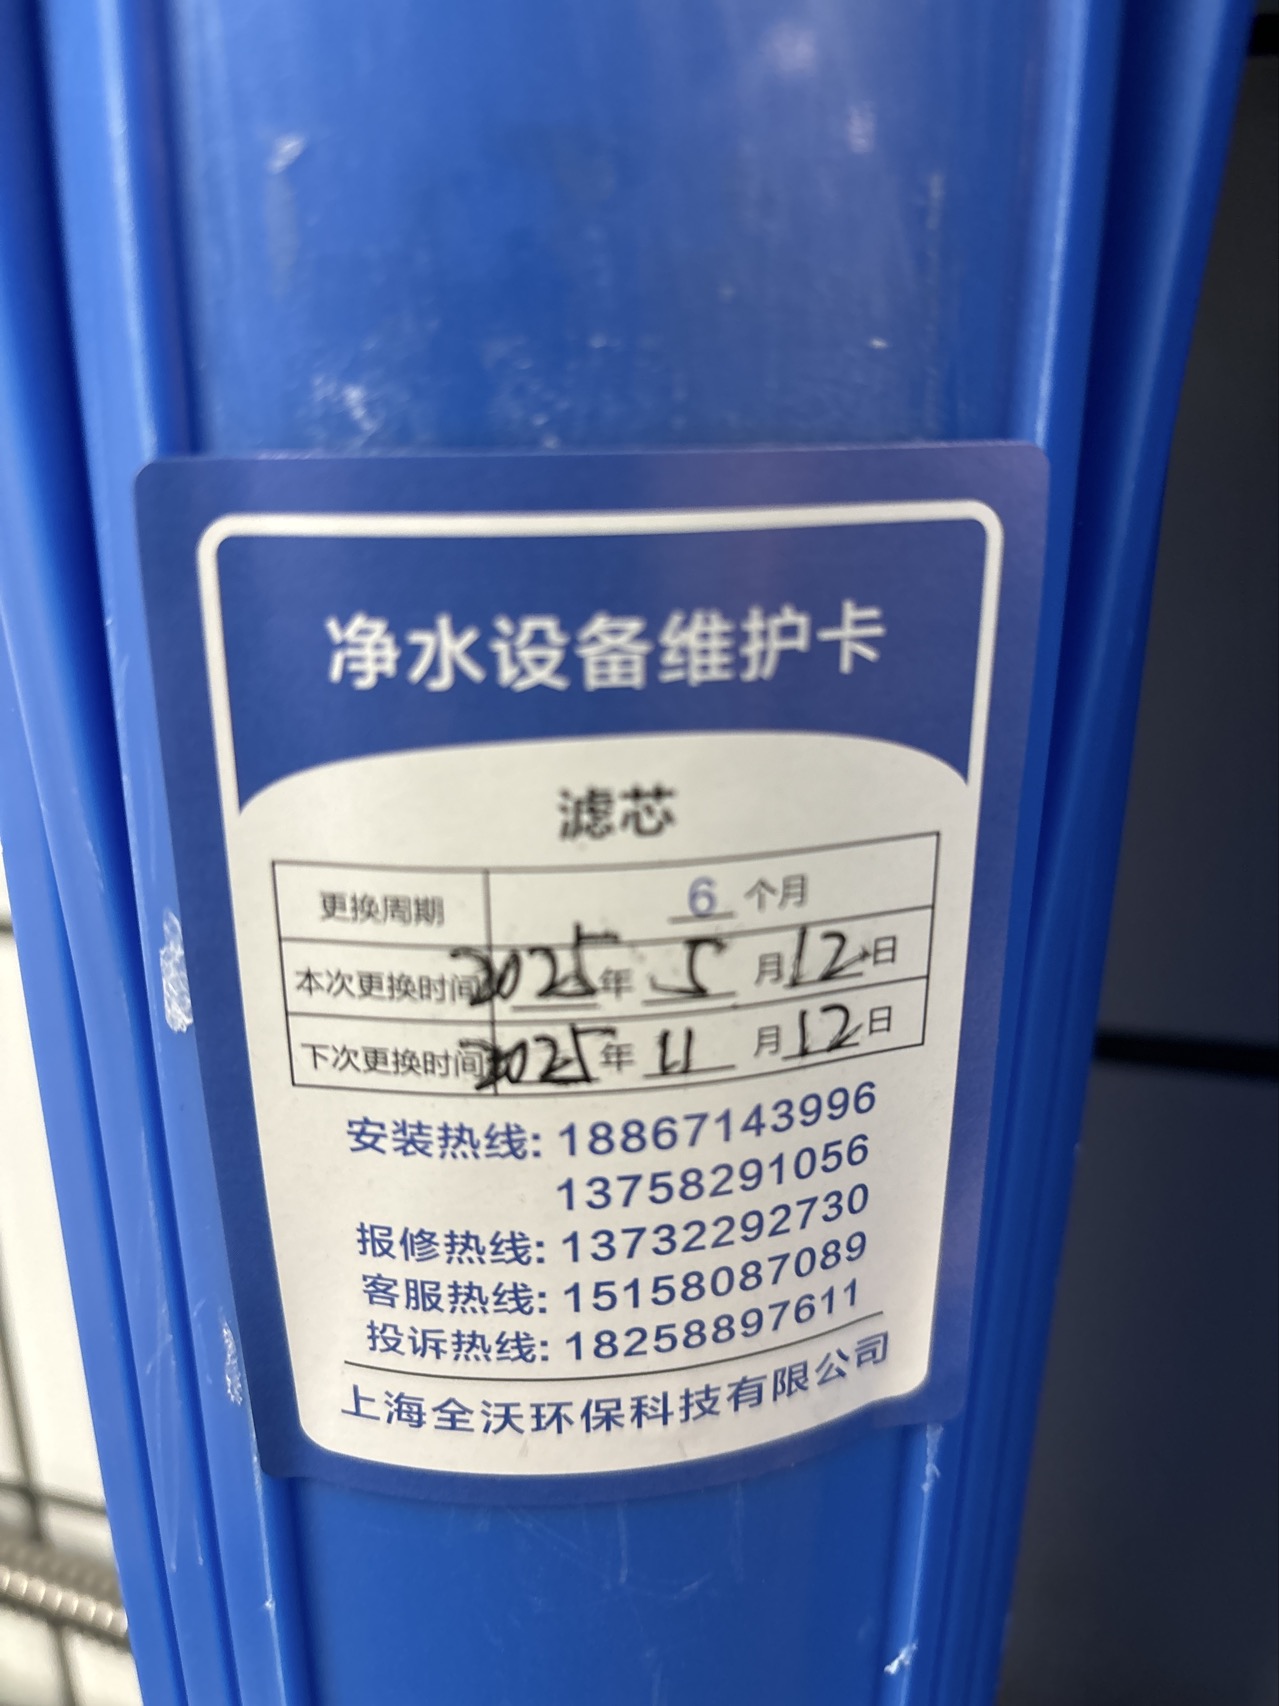 净水设备维护卡
滤芯
更换周期 6 个月
本次更换时间 2025 年 5 月 12 日
下次更换时间 2025 年 11 月 12 日
安装热线: 18867143996
13758291056
报修热线: 13732292730
客服热线: 15158087089
投诉热线: 18258897611
上海全沃环保科技有限公司